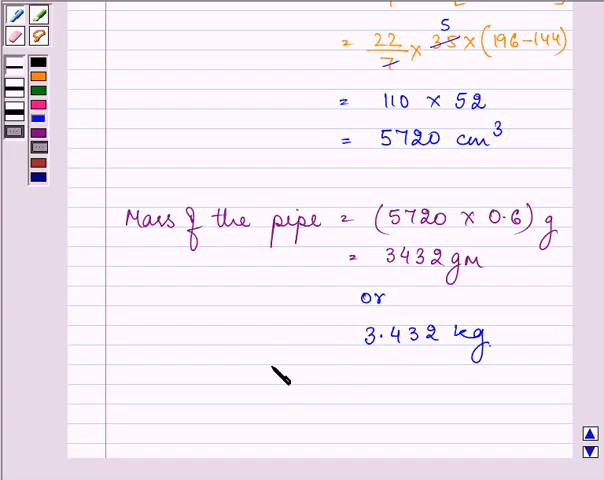 5
= 22/7 × 35 × (196-144)
= 110 × 52
= 5720 cm³
Mass of the pipe = (5720 × 0.6) g
= 3432 gm
or
3.432 kg.